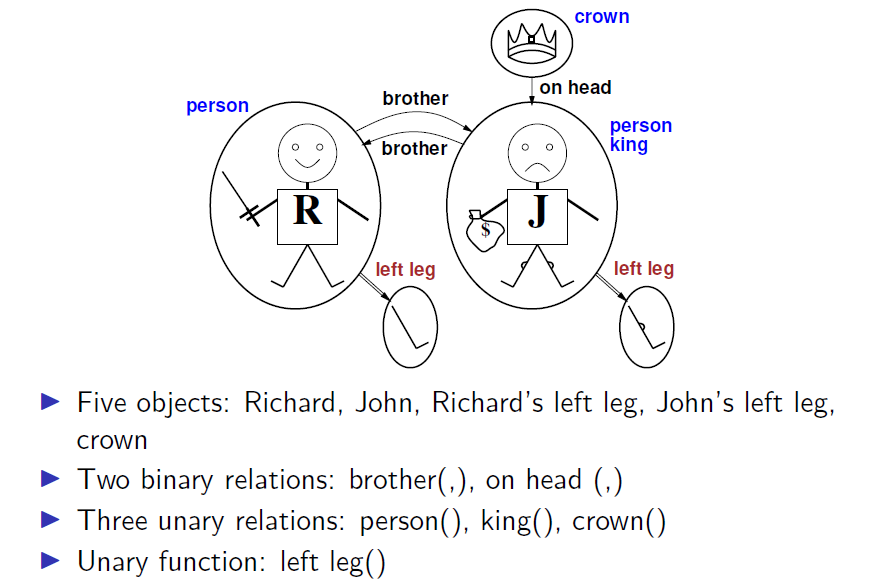 crown
on head
person
brother
person
king
brother
R
J
$
left leg
left leg
Five objects: Richard, John, Richard's left leg, John's left leg,
crown
Two binary relations: brother(,), on head (,)
Three unary relations: person(), king(), crown()
Unary function: left leg()